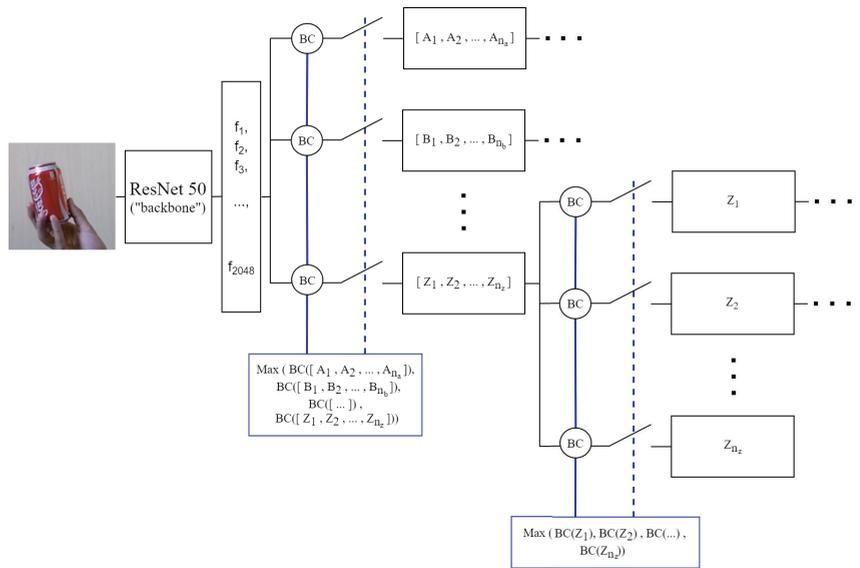 BC
[ A1 , A2 , ... , Ana ]
f1,
f2,
f3,
...,
f2048
BC
[ B1 , B2 , ... , Bnb ]
ResNet 50
("backbone")
BC
Z1
BC
[ Z1 , Z2 , ... , Znz ]
BC
Z2
Max ( BC([ A1 , A2 , ... , Ana ]),
BC([ B1 , B2 , ... , Bnb ]),
BC([ ... ]) ,
BC([ Z1 , Z2 , ... , Znz ]))
BC
Znz
Max ( BC(Z1), BC(Z2) , BC(...) ,
BC(Znz))